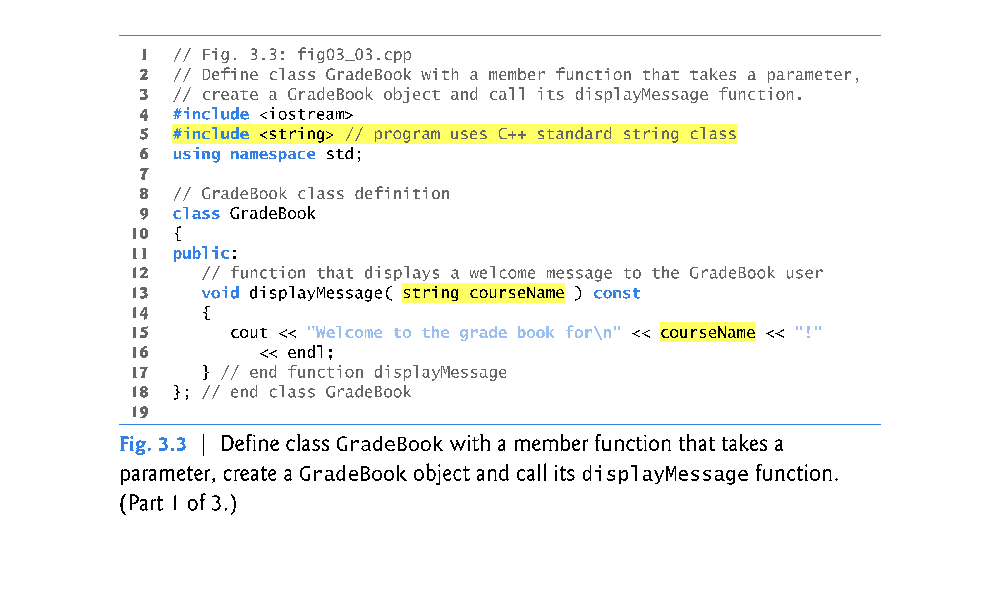 1 // Fig. 3.3: fig03_03.cpp
2 // Define class GradeBook with a member function that takes a parameter,
3 // create a GradeBook object and call its displayMessage function.
4 #include <iostream>
5 #include <string> // program uses C++ standard string class
6 using namespace std;
7
8 // GradeBook class definition
9 class GradeBook
10 {
11 public:
12    // function that displays a welcome message to the GradeBook user
13    void displayMessage( string courseName ) const
14    {
15       cout << "Welcome to the grade book for\n" << courseName << "!"
16          << endl;
17    } // end function displayMessage
18 }; // end class GradeBook
19
Fig. 3.3 | Define class GradeBook with a member function that takes a
parameter, create a GradeBook object and call its displayMessage function.
(Part 1 of 3.)